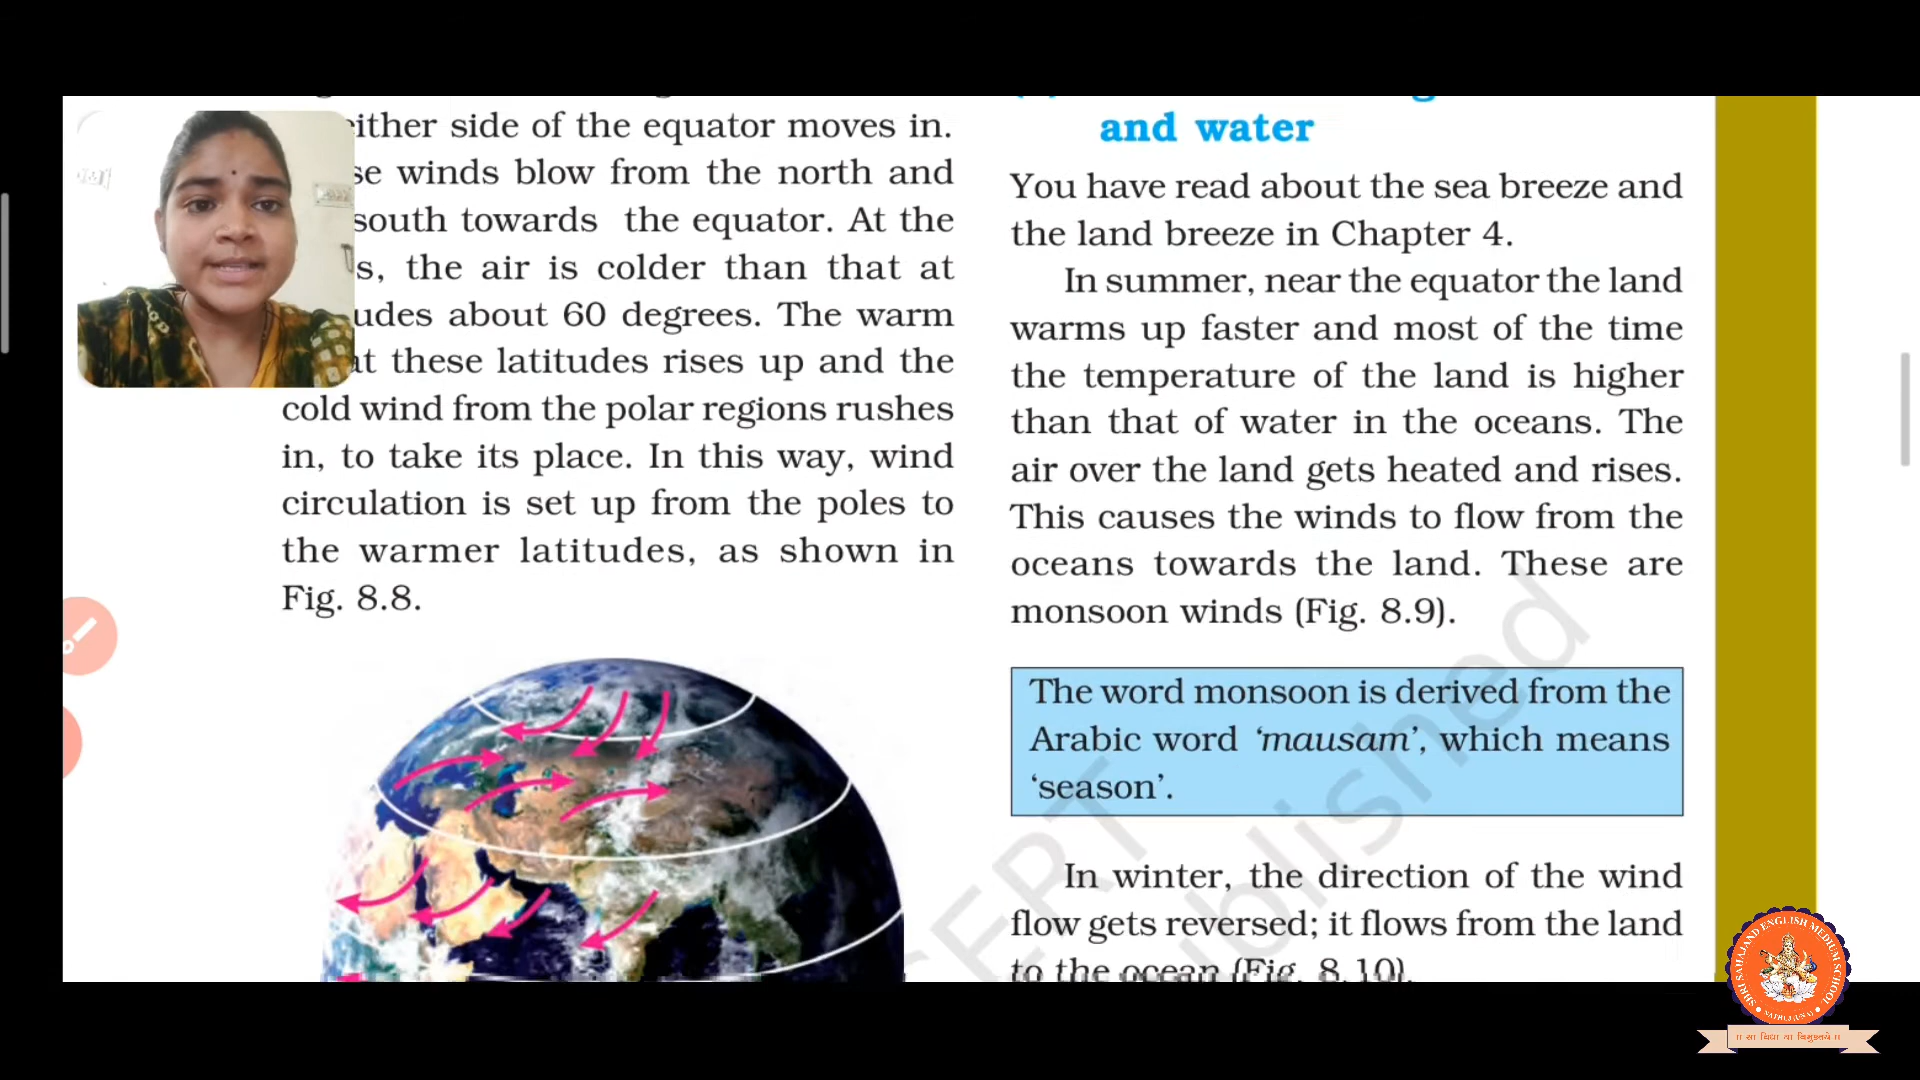 either side of the equator moves in.
se winds blow from the north and
south towards the equator. At the
s, the air is colder than that at
udes about 60 degrees. The warm
at these latitudes rises up and the
cold wind from the polar regions rushes
in, to take its place. In this way, wind
circulation is set up from the poles to
the warmer latitudes, as shown in
Fig. 8.8.
and water
You have read about the sea breeze and
the land breeze in Chapter 4.
In summer, near the equator the land
warms up faster and most of the time
the temperature of the land is higher
than that of water in the oceans. The
air over the land gets heated and rises.
This causes the winds to flow from the
oceans towards the land. These are
monsoon winds (Fig. 8.9).
The word monsoon is derived from the
Arabic word ‘mausam’, which means
‘season’.
In winter, the direction of the wind
flow gets reversed; it flows from the land
to the ocean (Fig. 8.10).
CERT
ublished
SHRI SAHAJANAND ENGLISH MEDIUM SCHOOL
।। सा विद्या या विमुक्तये ।।